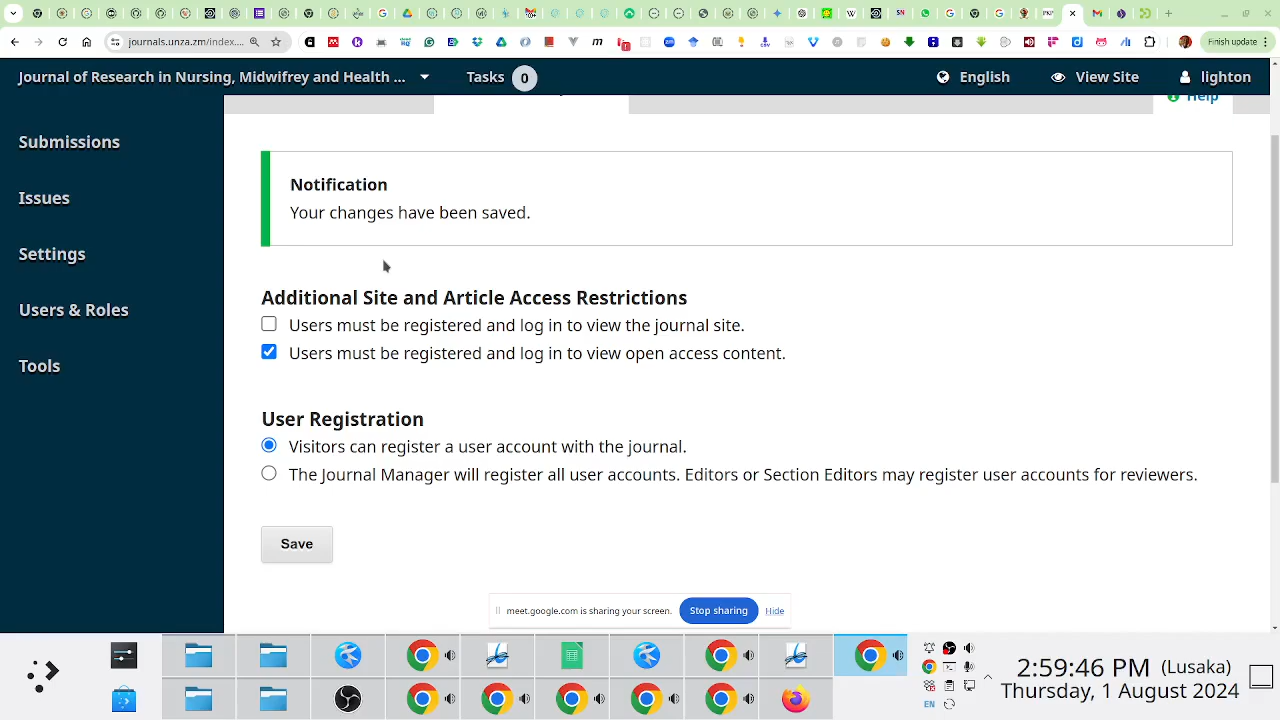 journals.unza.zm/index....
Finish update
Journal of Research in Nursing, Midwifrey and Health ...
Tasks 0
English
View Site
lighton
Help
Submissions
Issues
Settings
Users & Roles
Tools
Notification
Your changes have been saved.
Additional Site and Article Access Restrictions
Users must be registered and log in to view the journal site.
Users must be registered and log in to view open access content.
User Registration
Visitors can register a user account with the journal.
The Journal Manager will register all user accounts. Editors or Section Editors may register user accounts for reviewers.
Save
meet.google.com is sharing your screen.
Stop sharing
Hide
2:59:46 PM (Lusaka)
Thursday, 1 August 2024
EN